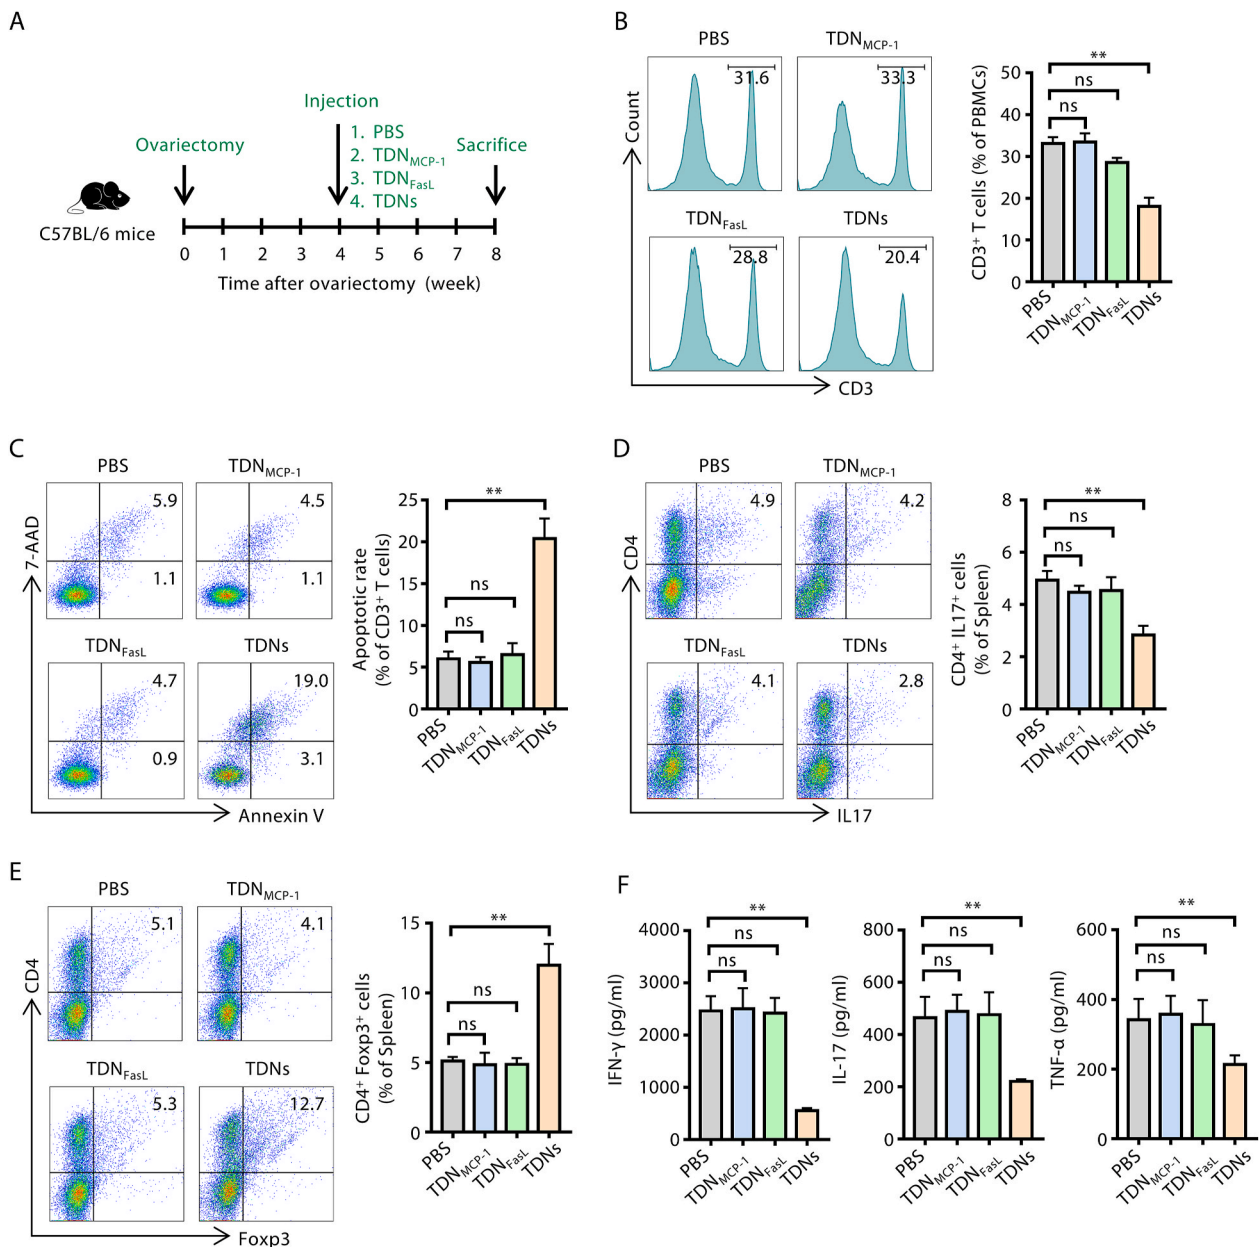 A
Ovariectomy
Injection
1. PBS
2. TDNMCP-1
3. TDNFasL
4. TDNs
Sacrifice
C57BL/6 mice
0 1 2 3 4 5 6 7 8
Time after ovariectomy (week)
B
PBS
TDNMCP-1
31.6
33.3
TDNFasL
TDNs
28.8
20.4
Count
CD3
CD3+ T cells (% of PBMCs)
50
40
30
20
10
0
**
ns
ns
PBS
TDNMCP-1
TDNFasL
TDNs
C
PBS
TDNMCP-1
5.9
1.1
4.5
1.1
TDNFasL
TDNs
4.7
0.9
19.0
3.1
7-AAD
Annexin V
Apoptotic rate
(% of CD3+ T cells)
25
20
15
10
5
0
**
ns
ns
PBS
TDNMCP-1
TDNFasL
TDNs
D
PBS
TDNMCP-1
4.9
4.2
TDNFasL
TDNs
4.1
2.8
CD4
IL17
CD4+ IL17+ cells
(% of Spleen)
8
6
4
2
0
**
ns
ns
PBS
TDNMCP-1
TDNFasL
TDNs
E
PBS
TDNMCP-1
5.1
4.1
TDNFasL
TDNs
5.3
12.7
CD4
Foxp3
CD4+ Foxp3+ cells
(% of Spleen)
15
10
5
0
**
ns
ns
PBS
TDNMCP-1
TDNFasL
TDNs
F
IFN-γ (pg/ml)
4000
3000
2000
1000
0
**
ns
ns
PBS
TDNMCP-1
TDNFasL
TDNs
IL-17 (pg/ml)
800
600
400
200
0
**
ns
ns
PBS
TDNMCP-1
TDNFasL
TDNs
TNF-α (pg/ml)
600
400
200
0
**
ns
ns
PBS
TDNMCP-1
TDNFasL
TDNs